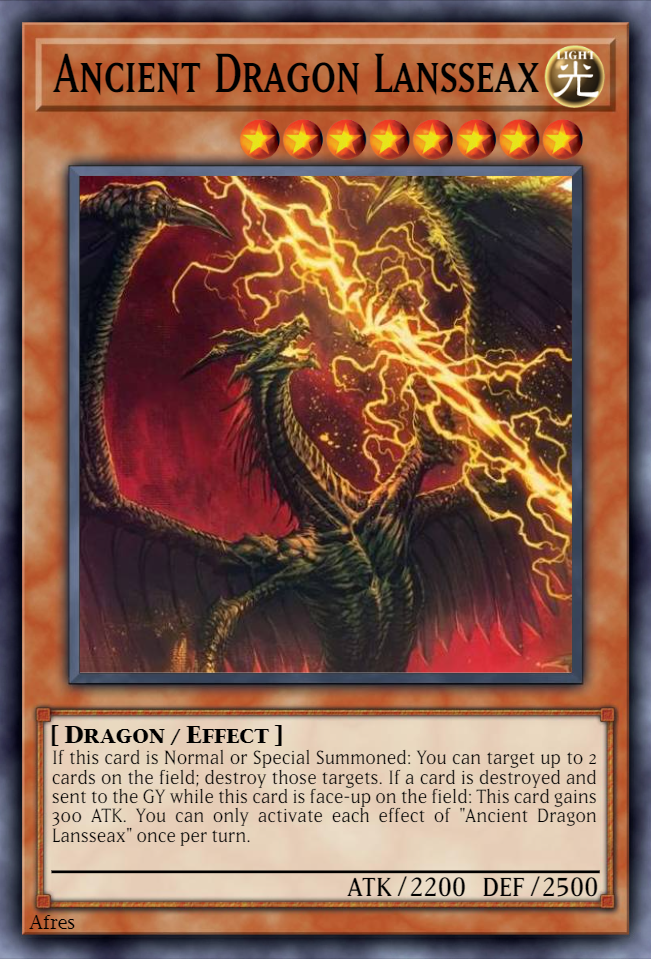 Ancient Dragon Lansseax
LIGHT
光
[ Dragon / Effect ]
If this card is Normal or Special Summoned: You can target up to 2
cards on the field; destroy those targets. If a card is destroyed and
sent to the GY while this card is face-up on the field: This card gains
300 ATK. You can only activate each effect of "Ancient Dragon
Lansseax" once per turn.
ATK / 2200 DEF / 2500
Afres